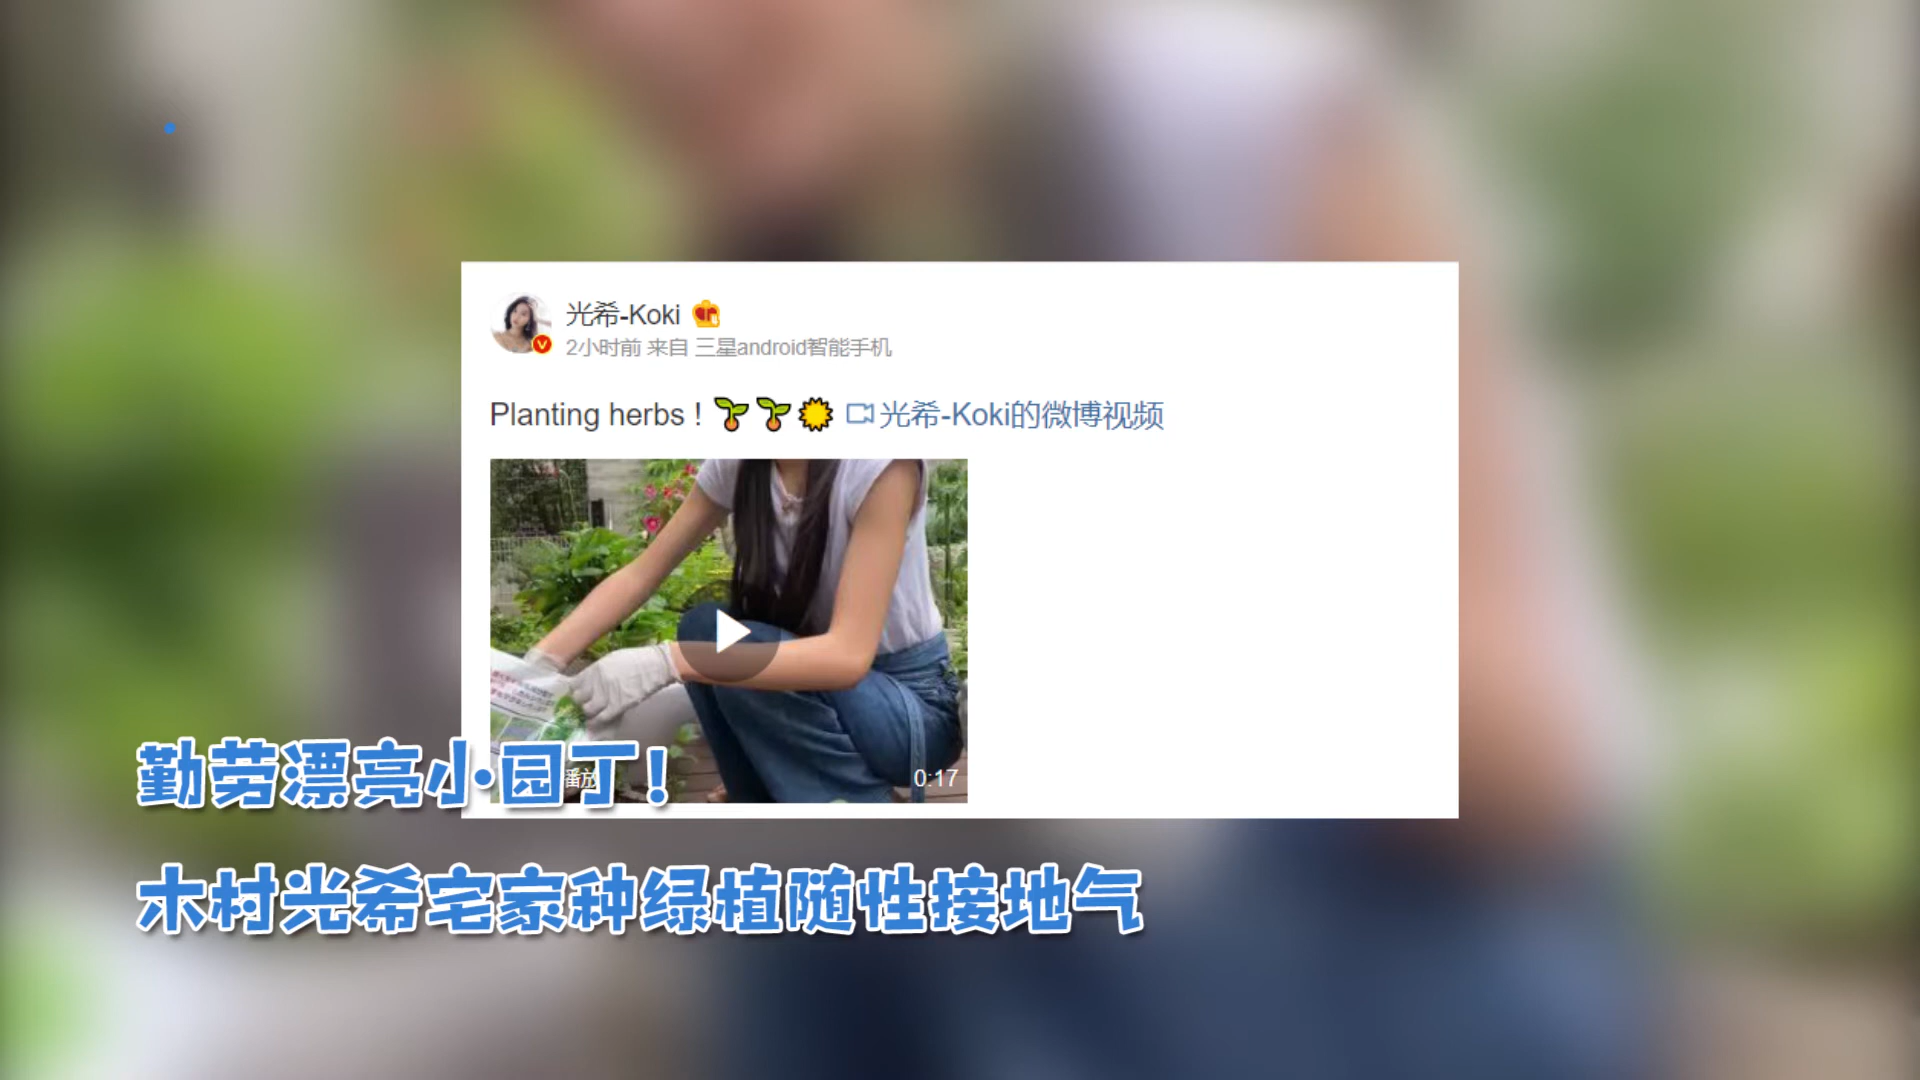 光希-Koki
2小时前 来自 三星android智能手机
Planting herbs ! 光希-Koki的微博视频
播放
0:17
勤劳漂亮小园丁!
木村光希宅家种绿植随性接地气